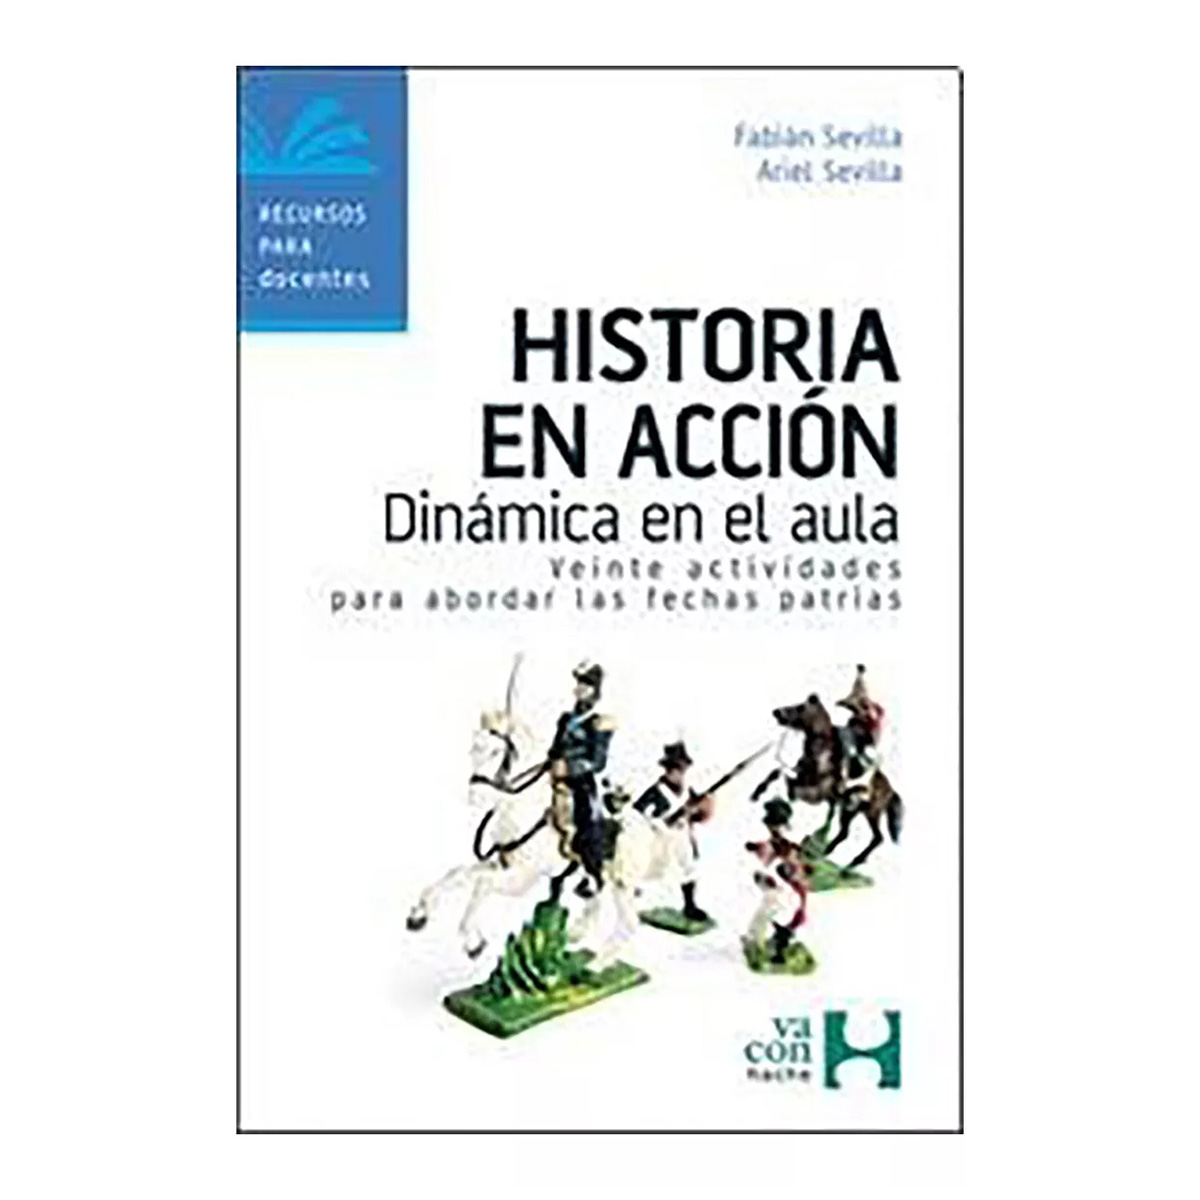 Fabián Sevilla
Ariel Sevilla
RECURSOS
PARA
docentes
HISTORIA
EN ACCIÓN
Dinámica en el aula
Veinte actividades
para abordar las fechas patrias
va
con
hache